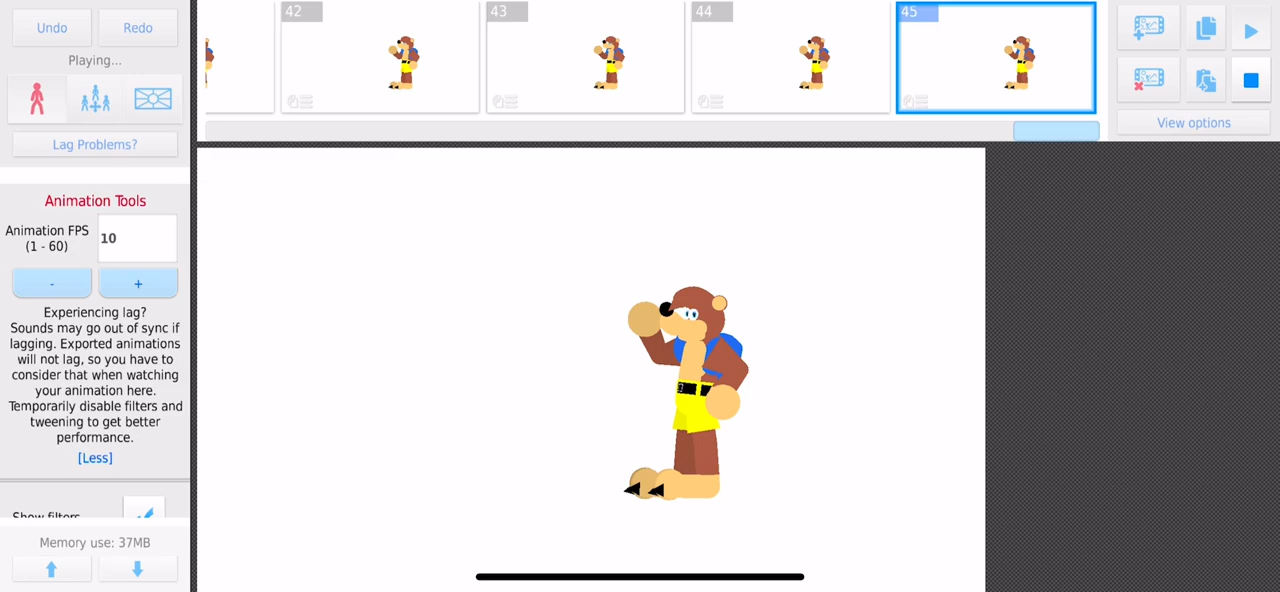 Undo
Redo
Playing...
Lag Problems?
Animation Tools
Animation FPS
(1 - 60)
10
-
+
Experiencing lag?
Sounds may go out of sync if
lagging. Exported animations
will not lag, so you have to
consider that when watching
your animation here.
Temporarily disable filters and
tweening to get better
performance.
[Less]
Show filters
Memory use: 37MB
42
43
44
45
View options